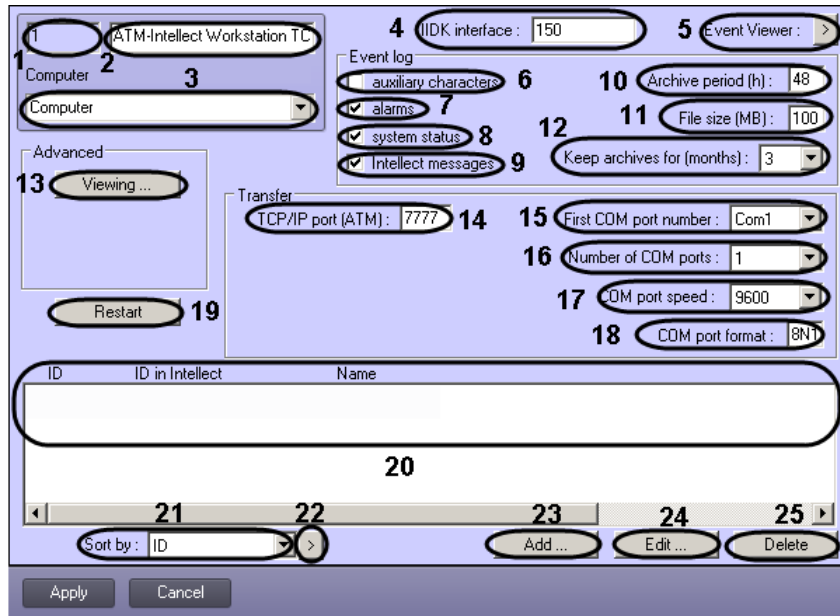 1 ATM-Intellect Workstation TC 4 IIDK interface : 150 5 Event Viewer : >
1 2 Event log
Computer 3 auxiliary characters 6 10 Archive period (h) : 48
Computer alarms 7 11 File size (MB) : 100
system status 8 12
Intellect messages 9 Keep archives for (months) : 3
Advanced
13 Viewing ... Transfer
TCP/IP port (ATM) : 7777 14 15 First COM port number : Com1
16 Number of COM ports : 1
17 COM port speed : 9600
Restart 19
18 COM port format : 8N1
ID ID in Intellect Name
20
21 22 23 24 25
Sort by : ID > Add ... Edit ... Delete
Apply Cancel